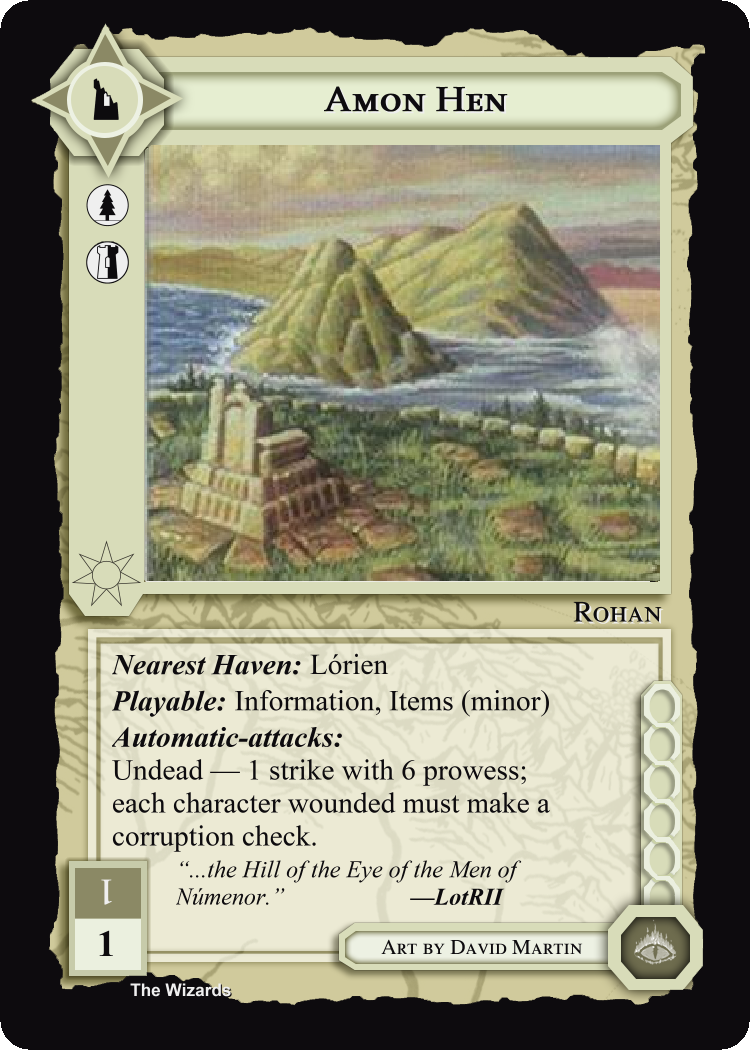 Amon Hen
Rohan
Nearest Haven: Lórien
Playable: Information, Items (minor)
Automatic-attacks:
Undead — 1 strike with 6 prowess;
each character wounded must make a
corruption check.
“...the Hill of the Eye of the Men of
Númenor.” —LotRII
1
1
Art by David Martin
The Wizards